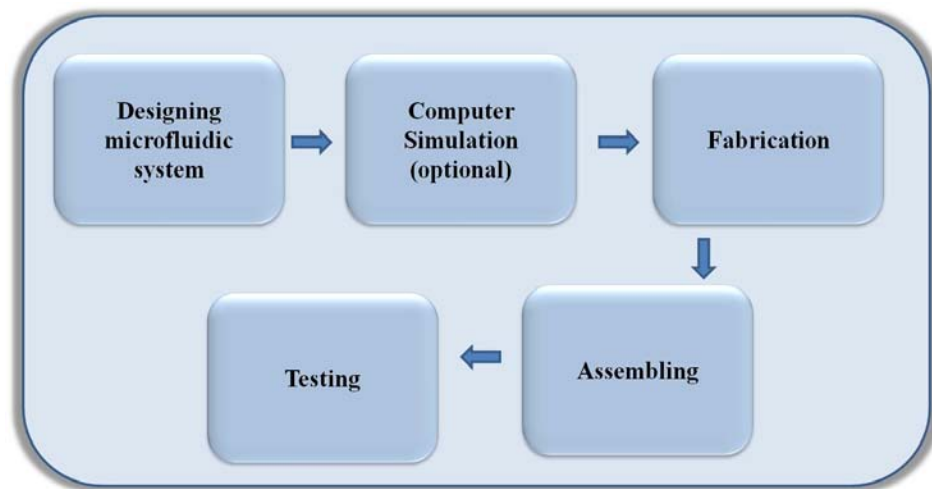 Designing
microfluidic
system
Computer
Simulation
(optional)
Fabrication
Assembling
Testing